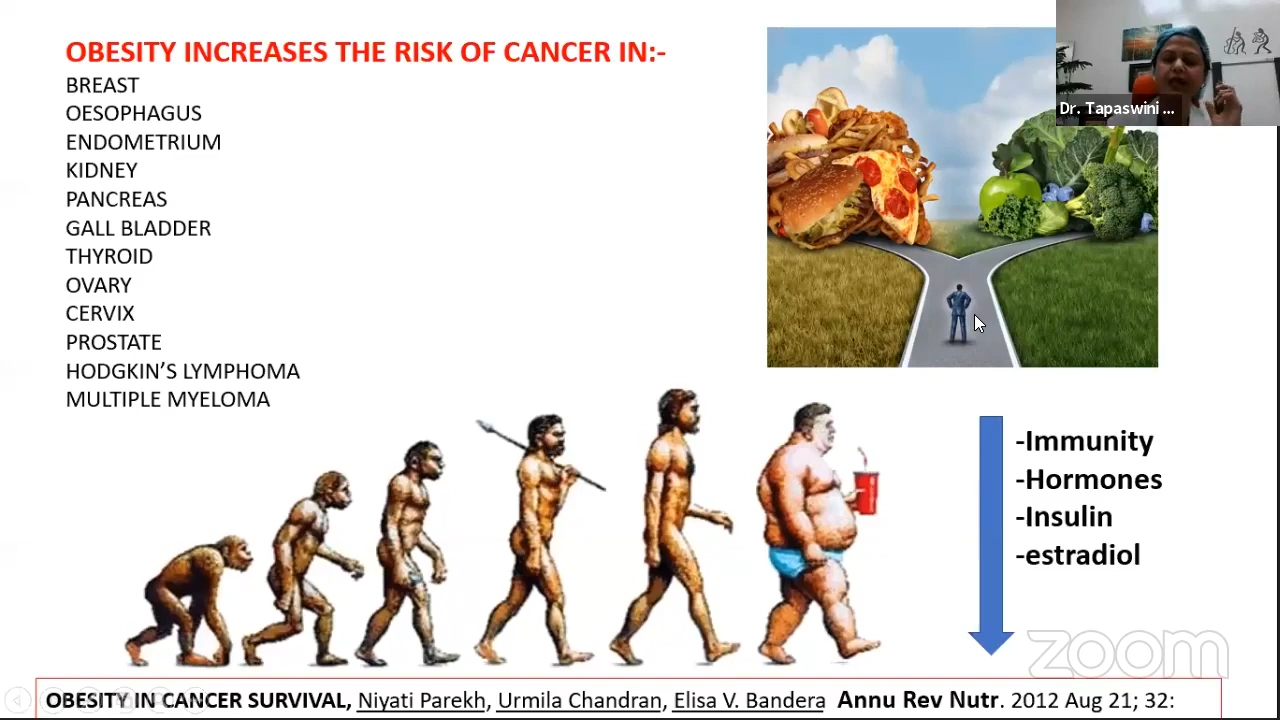 OBESITY INCREASES THE RISK OF CANCER IN:-
BREAST
OESOPHAGUS
ENDOMETRIUM
KIDNEY
PANCREAS
GALL BLADDER
THYROID
OVARY
CERVIX
PROSTATE
HODGKIN’S LYMPHOMA
MULTIPLE MYELOMA
Dr. Tapaswini ...
-Immunity
-Hormones
-Insulin
-estradiol
zoom
OBESITY IN CANCER SURVIVAL, Niyati Parekh, Urmila Chandran, Elisa V. Bandera Annu Rev Nutr. 2012 Aug 21; 32: